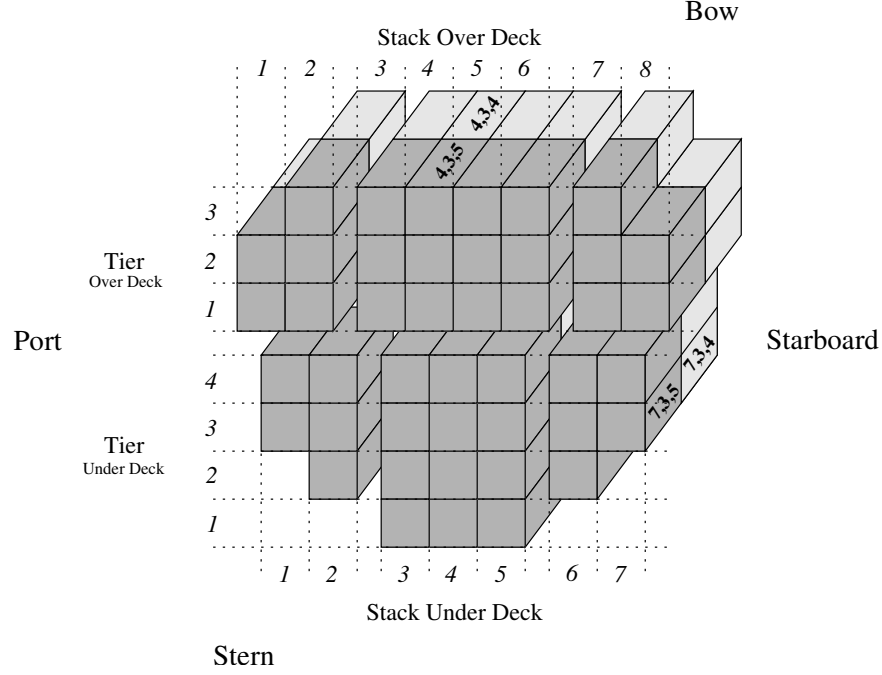 Bow
Stack Over Deck
1 2 3 4 5 6 7 8
4,3,4
4,3,5
3
2
1
Tier
Over Deck
Port
Starboard
4
3
2
1
Tier
Under Deck
7,3,4
7,3,5
1 2 3 4 5 6 7
Stack Under Deck
Stern